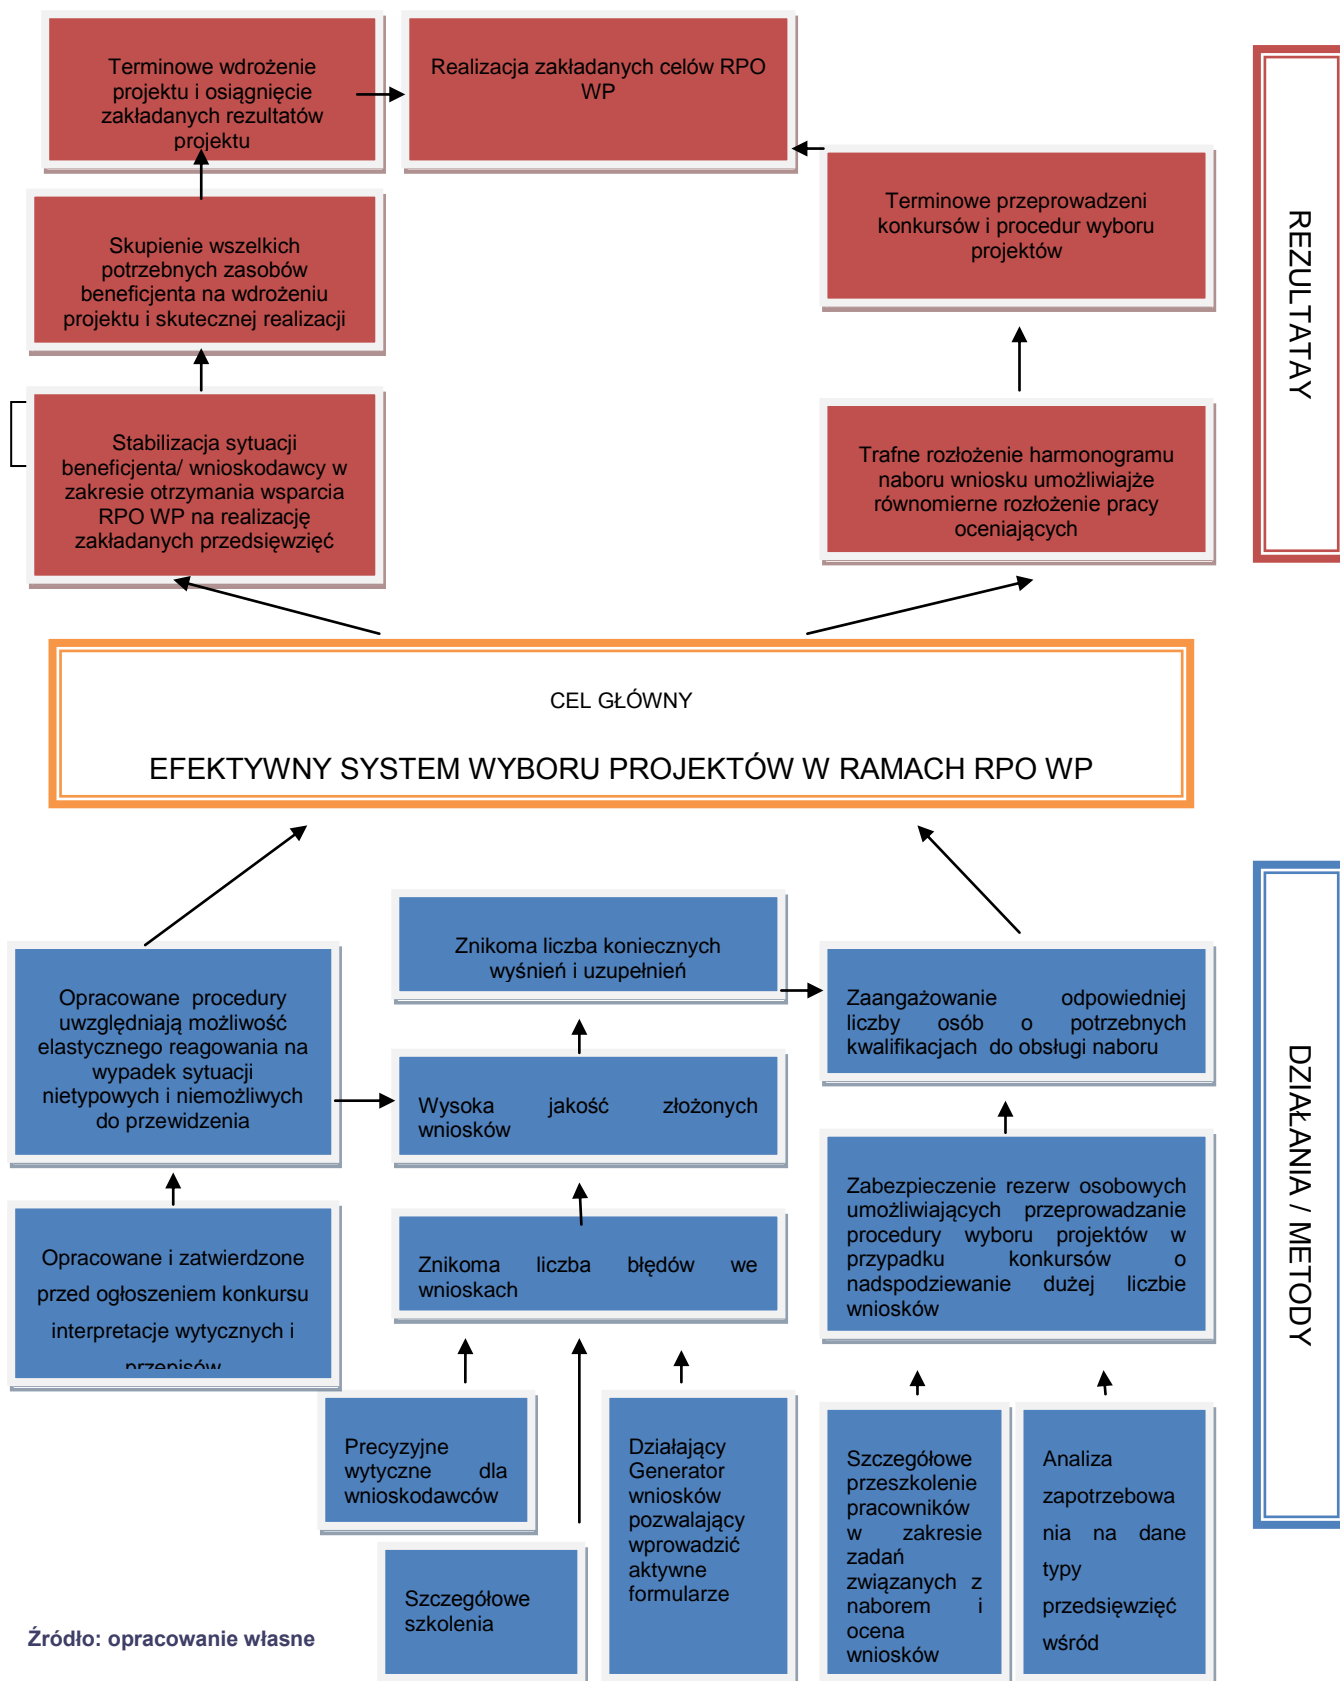 Terminowe wdrożenie
projektu i osiągnięcie
zakładanych rezultatów
projektu
Realizacja zakładanych celów RPO
WP
Terminowe przeprowadzeni
konkursów i procedur wyboru
projektów
Skupienie wszelkich
potrzebnych zasobów
beneficjenta na wdrożeniu
projektu i skutecznej realizacji
Stabilizacja sytuacji
beneficjenta/ wnioskodawcy w
zakresie otrzymania wsparcia
RPO WP na realizację
zakładanych przedsięwzięć
Trafne rozłożenie harmonogramu
naboru wniosku umożliwiajże
równomierne rozłożenie pracy
oceniających
REZULTATAY
CEL GŁÓWNY
EFEKTYWNY SYSTEM WYBORU PROJEKTÓW W RAMACH RPO WP
Znikoma liczba koniecznych
wyśnień i uzupełnień
Opracowane procedury
uwzględniają możliwość
elastycznego reagowania na
wypadek sytuacji
nietypowych i niemożliwych
do przewidzenia
Zaangażowanie odpowiedniej
liczby osób o potrzebnych
kwalifikacjach do obsługi naboru
Wysoka jakość złożonych
wniosków
Zabezpieczenie rezerw osobowych
umożliwiających przeprowadzanie
procedury wyboru projektów w
przypadku konkursów o
nadspodziewanie dużej liczbie
wniosków
Opracowane i zatwierdzone
przed ogłoszeniem konkursu
interpretacje wytycznych i
przepisów
Znikoma liczba błędów we
wnioskach
DZIAŁANIA / METODY
Precyzyjne
wytyczne dla
wnioskodawców
Szczegółowe
szkolenia
Działający
Generator
wniosków
pozwalający
wprowadzić
aktywne
formularze
Szczegółowe
przeszkolenie
pracowników
w zakresie
zadań
związanych z
naborem i
ocena
wniosków
Analiza
zapotrzebowa
nia na dane
typy
przedsięwzięć
wśród
Źródło: opracowanie własne